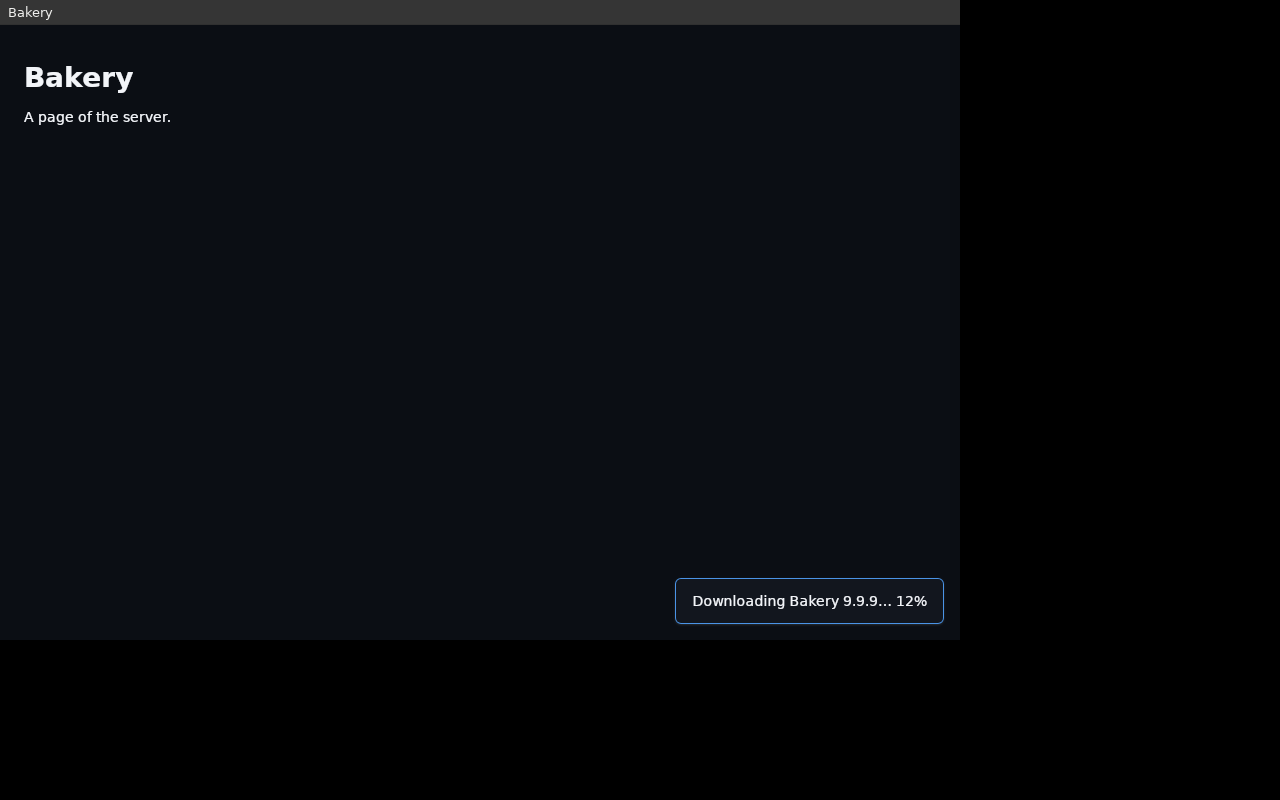 Bakery
Bakery
A page of the server.
Downloading Bakery 9.9.9… 12%